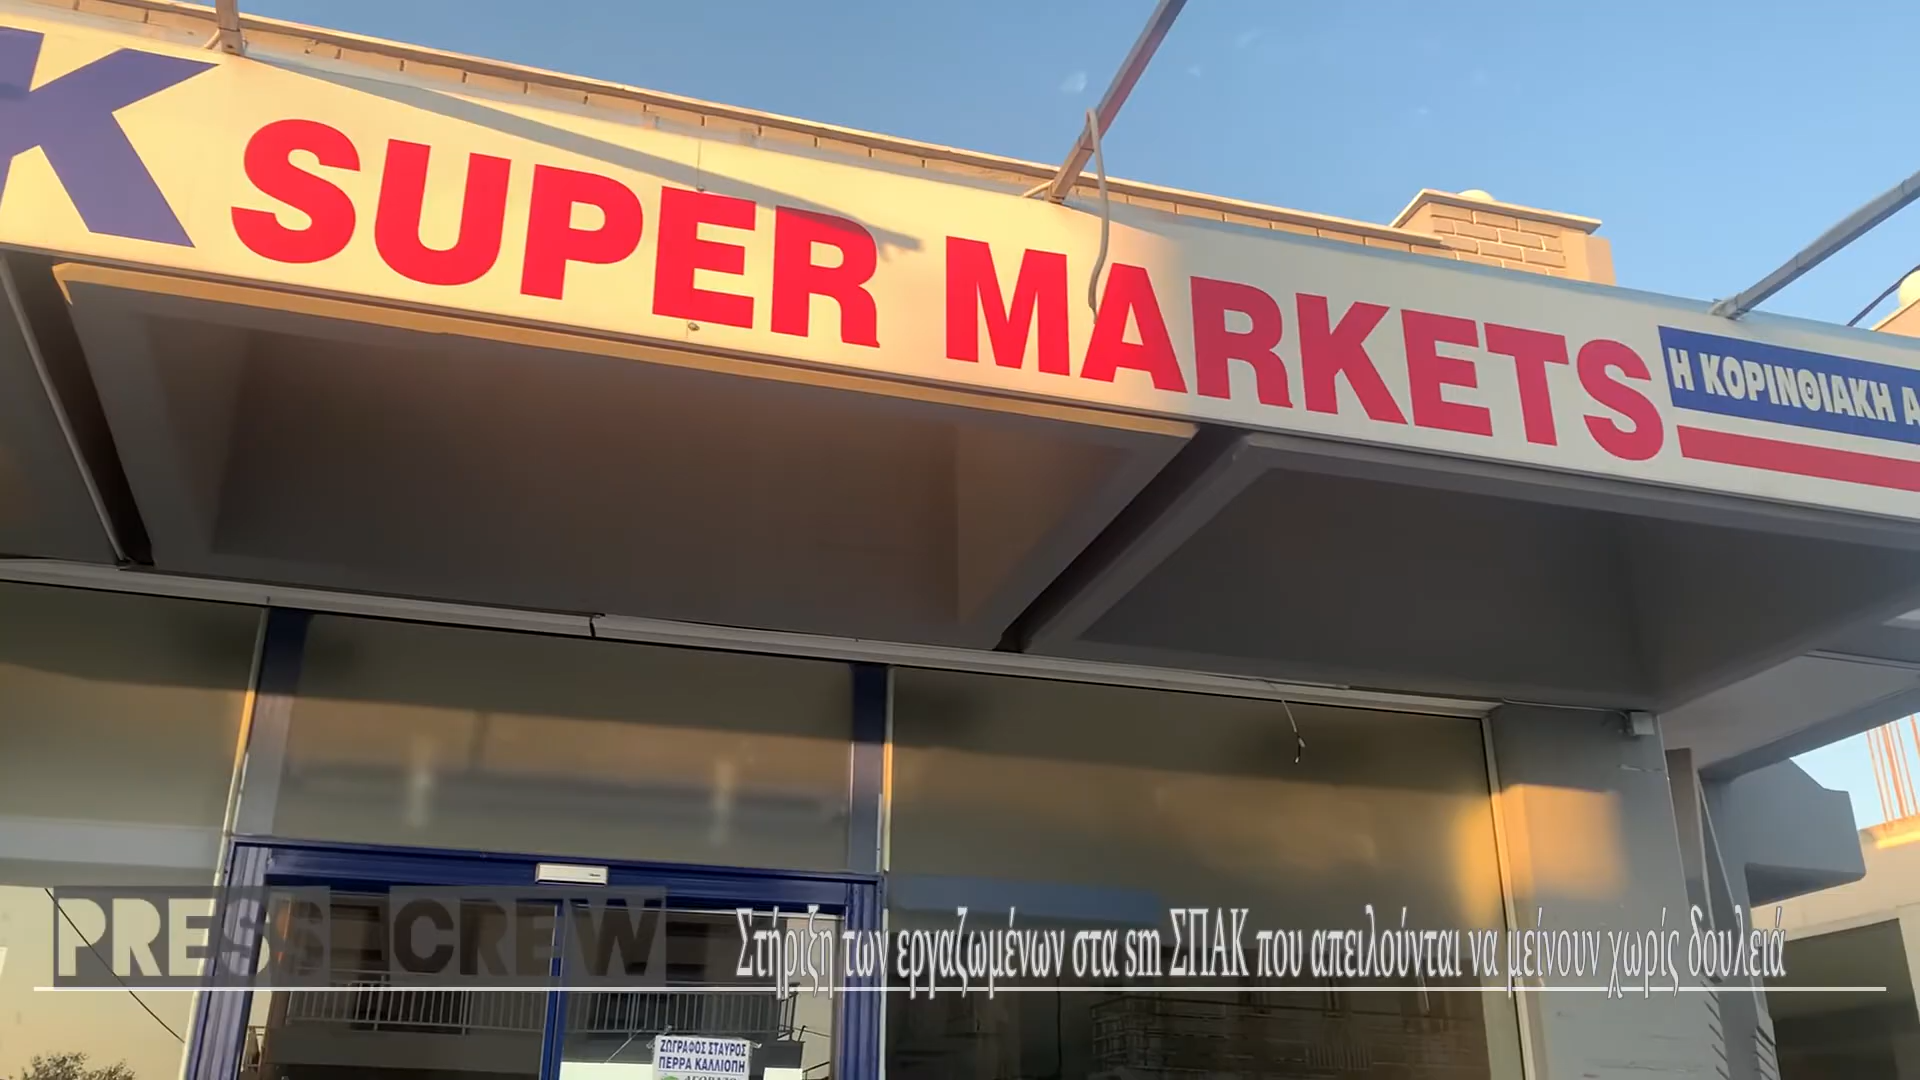 Κ SUPER MARKETS
Η ΚΟΡΙΝΘΙΑΚΗ Α
PRESS CREW
Στήριξη των εργαζωμένων στα sm ΣΠΑΚ που απειλούνται να μείνουν χωρίς δουλειά
ΖΩΓΡΑΦΟΣ ΣΤΑΥΡΟΣ
ΠΕΡΡΑ ΚΑΛΛΙΟΠΗ